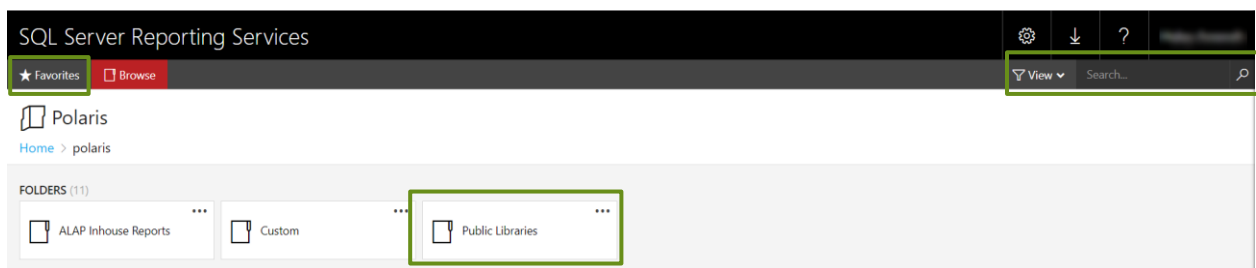 SQL Server Reporting Services ?
Favorites Browse View Search...
Polaris
Home > polaris
FOLDERS (11)
ALAP Inhouse Reports ... Custom ... Public Libraries ...